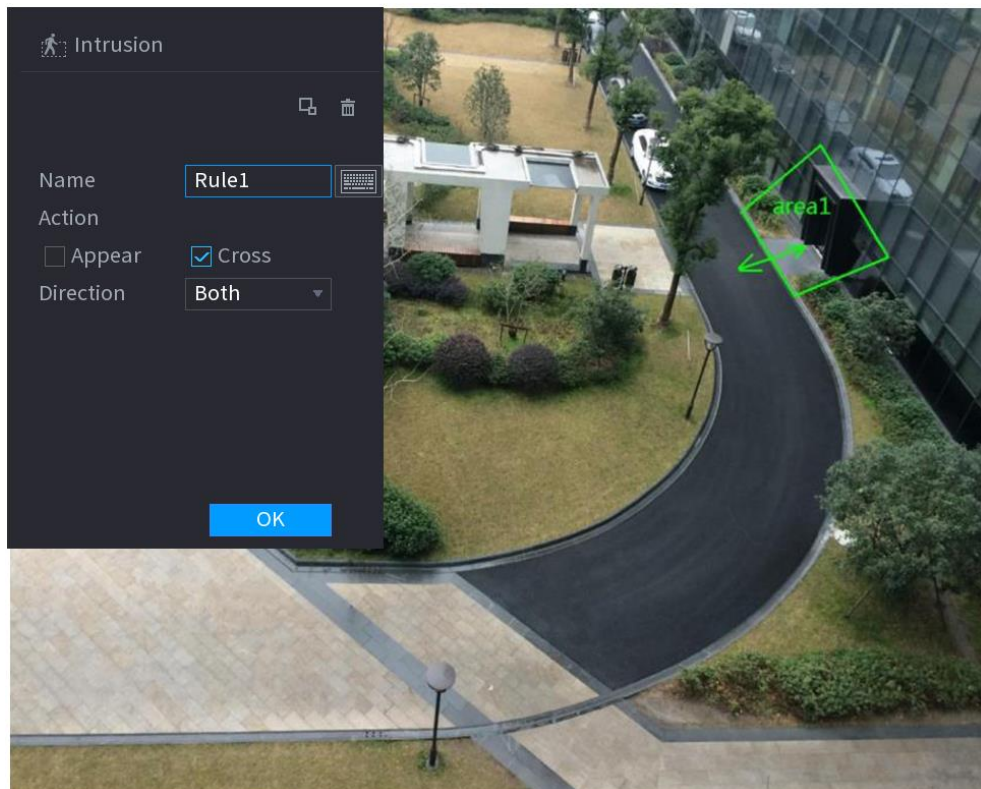 Intrusion
Name Rule1
Action
Appear Cross
Direction Both
OK
area1